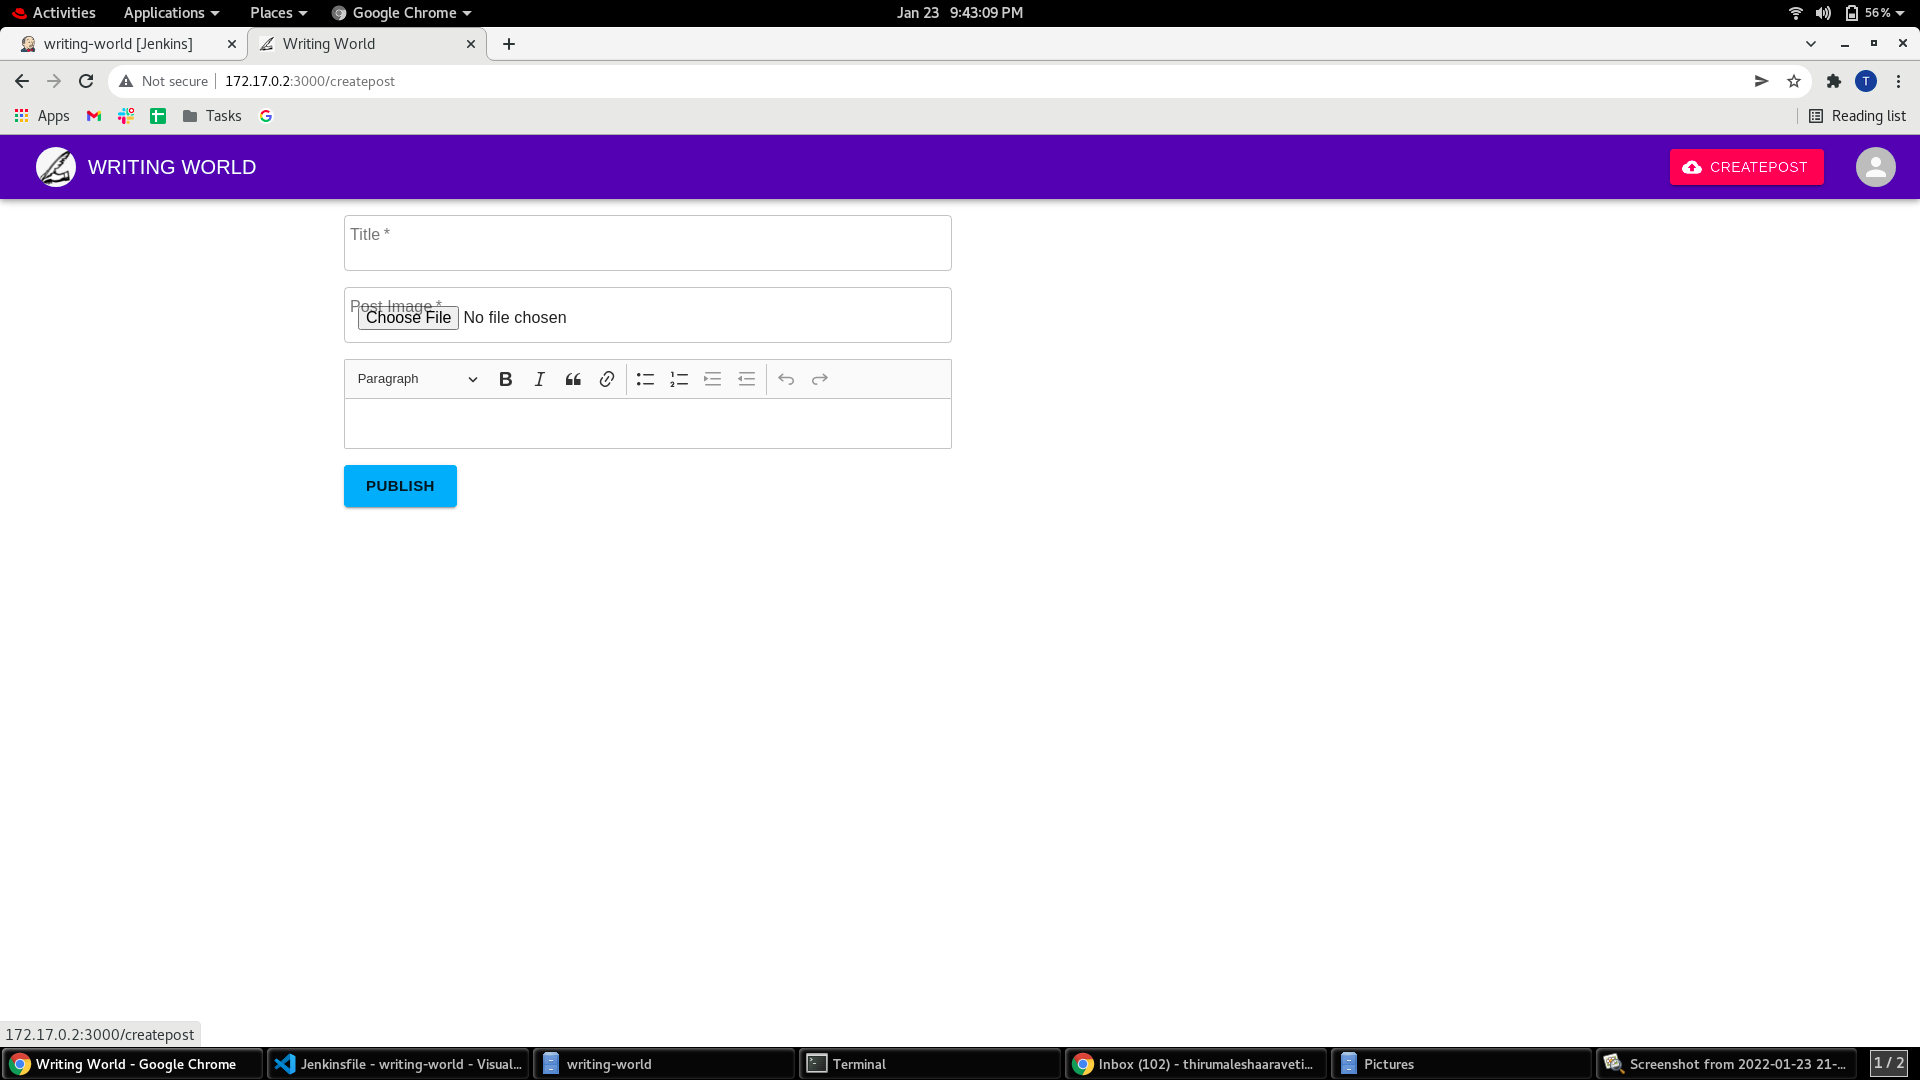 Activities Applications Places Google Chrome Jan 23 9:43:09 PM 56%
writing-world [Jenkins] Writing World
Not secure 172.17.0.2:3000/createpost T
Apps Tasks Reading list
WRITING WORLD CREATEPOST
Title *
Post Image *
Choose File No file chosen
Paragraph
PUBLISH
172.17.0.2:3000/createpost
Writing World - Google Chrome Jenkinsfile - writing-world - Visual... writing-world Terminal Inbox (102) - thirumaleshaaraveti... Pictures Screenshot from 2022-01-23 21-... 1 / 2